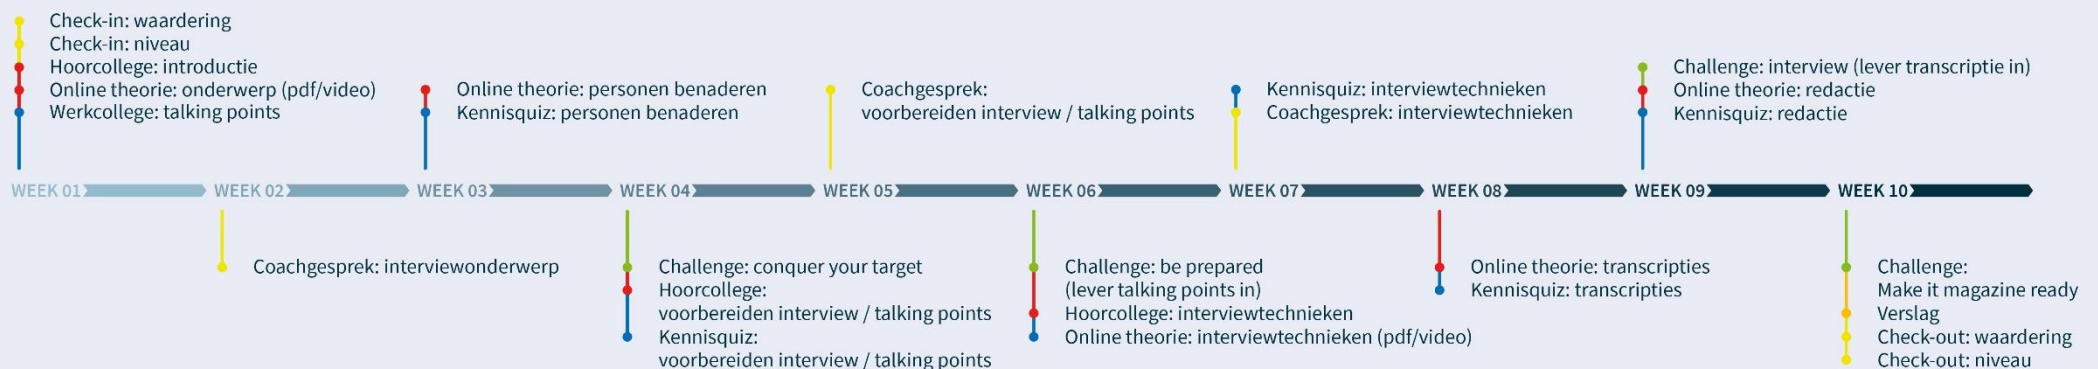 Check-in: waardering
Check-in: niveau
Hoorcollege: introductie
Online theorie: onderwerp (pdf/video)
Werkcollege: talking points
Online theorie: personen benaderen
Kennisquiz: personen benaderen
Coachgesprek:
voorbereiden interview / talking points
Kennisquiz: interviewtechnieken
Coachgesprek: interviewtechnieken
Challenge: interview (lever transcriptie in)
Online theorie: redactie
Kennisquiz: redactie
WEEK 01 WEEK 02 WEEK 03 WEEK 04 WEEK 05 WEEK 06 WEEK 07 WEEK 08 WEEK 09 WEEK 10
Coachgesprek: interviewonderwerp
Challenge: conquer your target
Hoorcollege:
voorbereiden interview / talking points
Kennisquiz:
voorbereiden interview / talking points
Challenge: be prepared
(lever talking points in)
Hoorcollege: interviewtechnieken
Online theorie: interviewtechnieken (pdf/video)
Online theorie: transcripties
Kennisquiz: transcripties
Challenge:
Make it magazine ready
Verslag
Check-out: waardering
Check-out: niveau